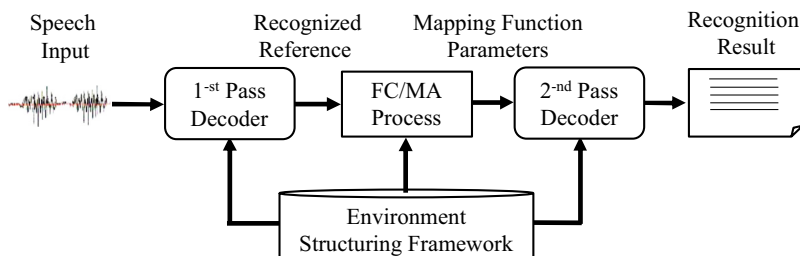 Speech
Input
Recognized
Reference
Mapping Function
Parameters
Recognition
Result
1-st Pass
Decoder
FC/MA
Process
2-nd Pass
Decoder
Environment
Structuring Framework